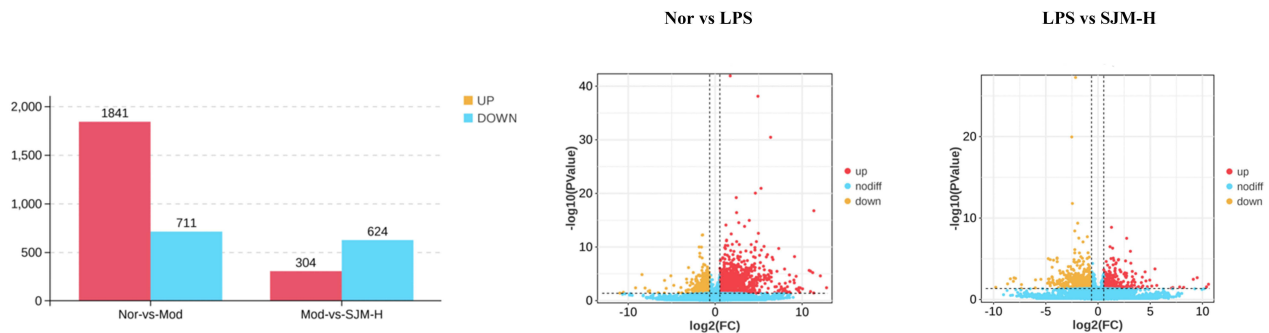 Nor vs LPS
LPS vs SJM-H
2,000
1,500
1,000
500
0
1841
711
304
624
Nor-vs-Mod
Mod-vs-SJM-H
UP
DOWN
-log10(PValue)
40
30
20
10
0
-10
0
10
log2(FC)
up
nodiff
down
-log10(PValue)
20
10
0
-10
-5
0
5
10
log2(FC)
up
nodiff
down